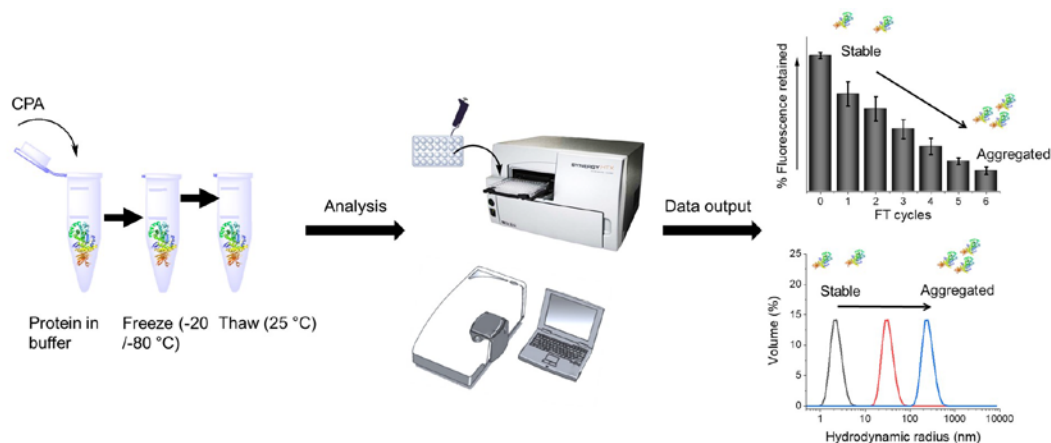 CPA
Protein in
buffer
Freeze (-20
/-80 °C)
Thaw (25 °C)
Analysis
Data output
% Fluorescence retained
Stable
Aggregated
0 1 2 3 4 5 6
FT cycles
Volume (%)
25
20
15
10
5
0
Stable
Aggregated
1 10 100 1000 10000
Hydrodynamic radius (nm)